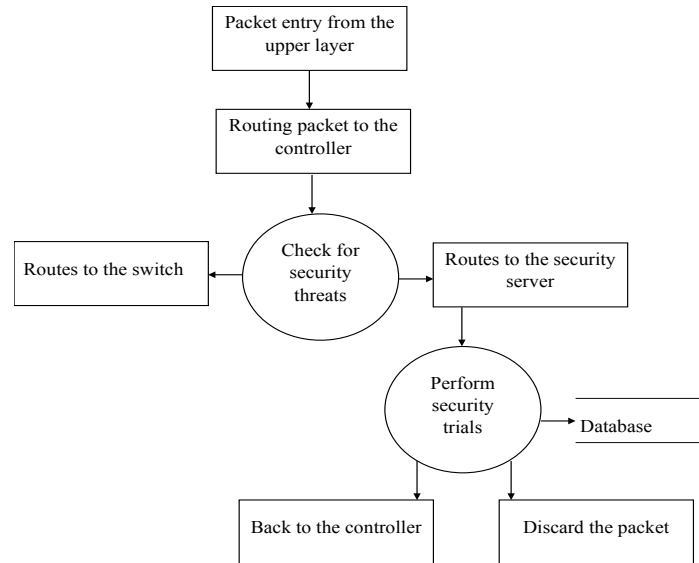 Packet entry from the
upper layer
Routing packet to the
controller
Check for
security
threats
Routes to the switch
Routes to the security
server
Perform
security
trials
Database
Back to the controller
Discard the packet